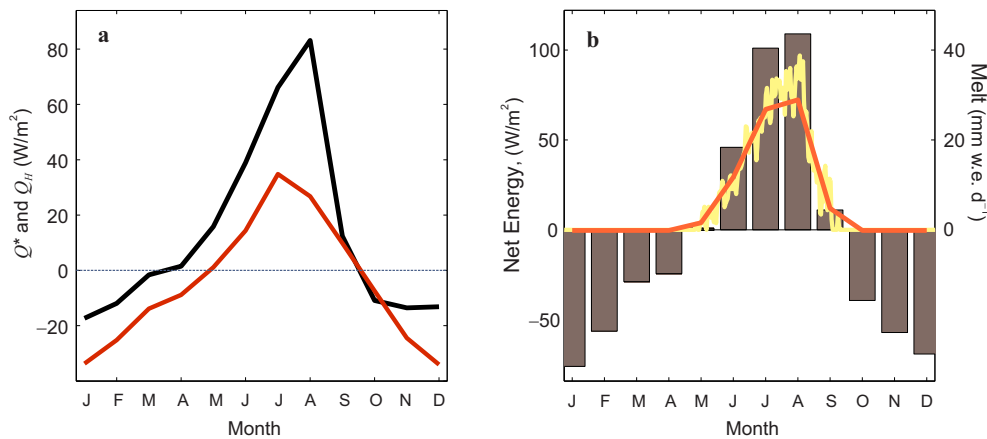 a
80
60
40
20
0
−20
Q* and Q_H (W/m²)
J F M A M J J A S O N D
Month
b
100
50
0
−50
Net Energy, (W/m²)
40
20
0
Melt (mm w.e. d⁻¹)
J F M A M J J A S O N D
Month